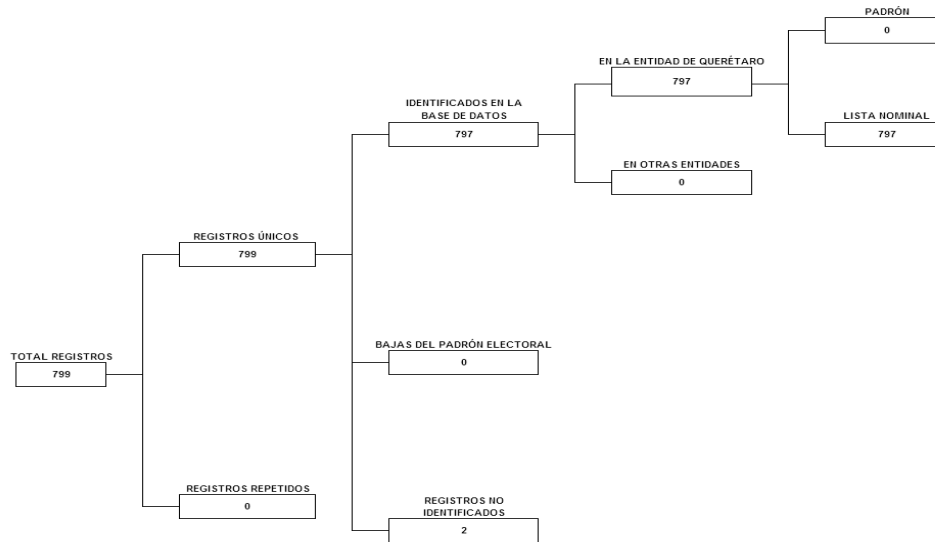 PADRÓN
0
EN LA ENTIDAD DE QUERÉTARO
797
IDENTIFICADOS EN LA
BASE DE DATOS
797
LISTA NOMINAL
797
EN OTRAS ENTIDADES
0
REGISTROS ÚNICOS
799
BAJAS DEL PADRÓN ELECTORAL
0
TOTAL REGISTROS
799
REGISTROS REPETIDOS
0
REGISTROS NO
IDENTIFICADOS
2